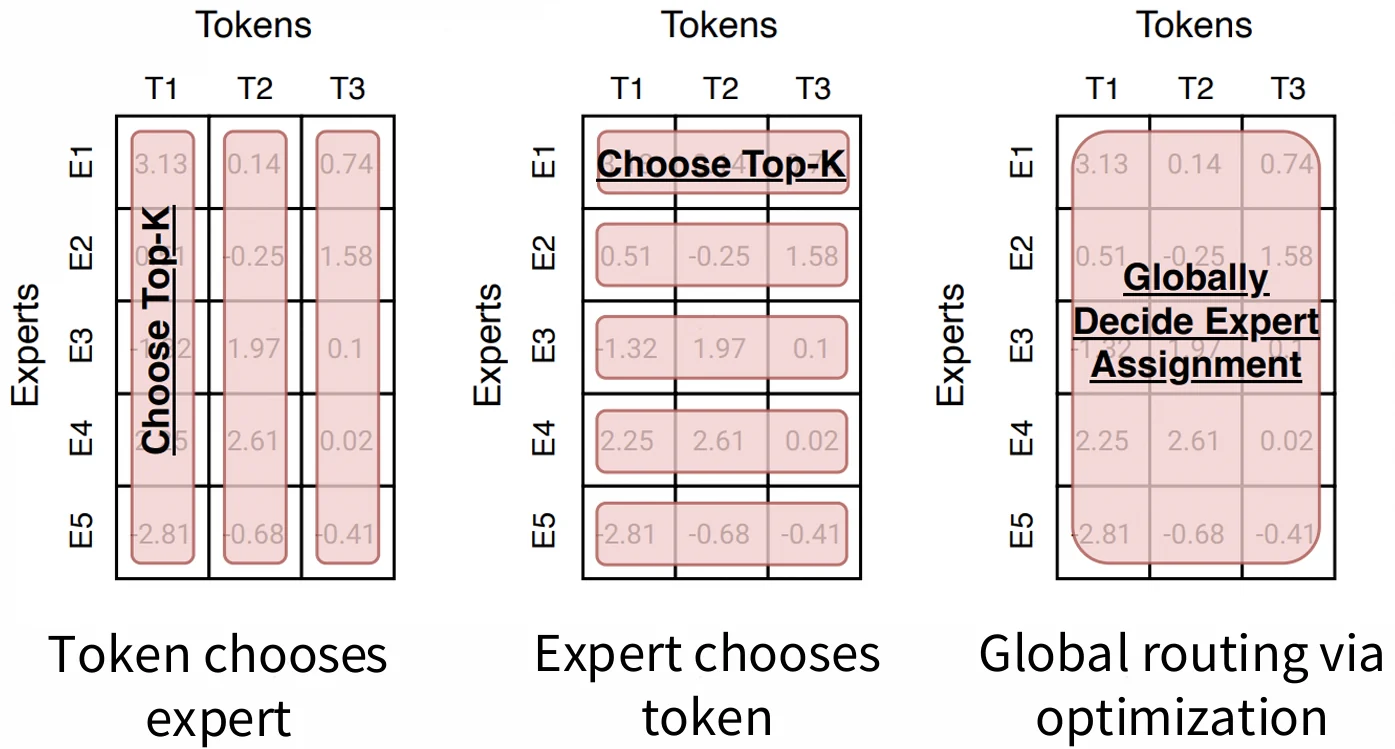 Tokens
T1 T2 T3
Experts
E1 3.13 0.14 0.74
E2 -0.25 1.58
E3 1.97 0.1
E4 2.61 0.02
E5 -2.81 -0.68 -0.41
Choose Top-K
Token chooses
expert
Tokens
T1 T2 T3
Experts
E1
Choose Top-K
E2 0.51 -0.25 1.58
E3 -1.32 1.97 0.1
E4 2.25 2.61 0.02
E5 -2.81 -0.68 -0.41
Expert chooses
token
Tokens
T1 T2 T3
Experts
E1 3.13 0.14 0.74
E2 0.51 -0.25 1.58
E3 -1.32 1.97 0.1
E4 2.25 2.61 0.02
E5 -2.81 -0.68 -0.41
Globally
Decide Expert
Assignment
Global routing via
optimization